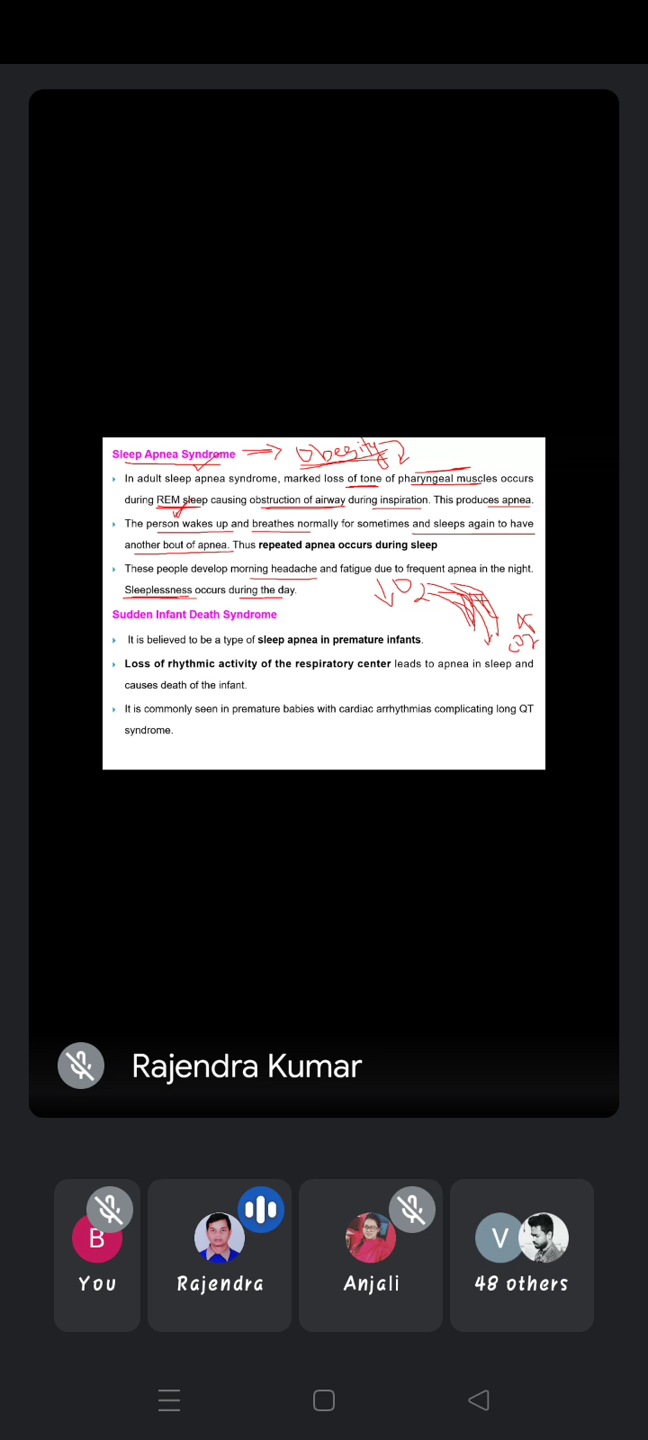 Sleep Apnea Syndrome → Obesity
In adult sleep apnea syndrome, marked loss of tone of pharyngeal muscles occurs
during REM sleep causing obstruction of airway during inspiration. This produces apnea.
The person wakes up and breathes normally for sometimes and sleeps again to have
another bout of apnea. Thus repeated apnea occurs during sleep
These people develop morning headache and fatigue due to frequent apnea in the night.
Sleeplessness occurs during the day.
↓O2
CO2
Sudden Infant Death Syndrome
It is believed to be a type of sleep apnea in premature infants.
Loss of rhythmic activity of the respiratory center leads to apnea in sleep and
causes death of the infant.
It is commonly seen in premature babies with cardiac arrhythmias complicating long QT
syndrome.
Rajendra Kumar
B
V
You
Rajendra
Anjali
48 others